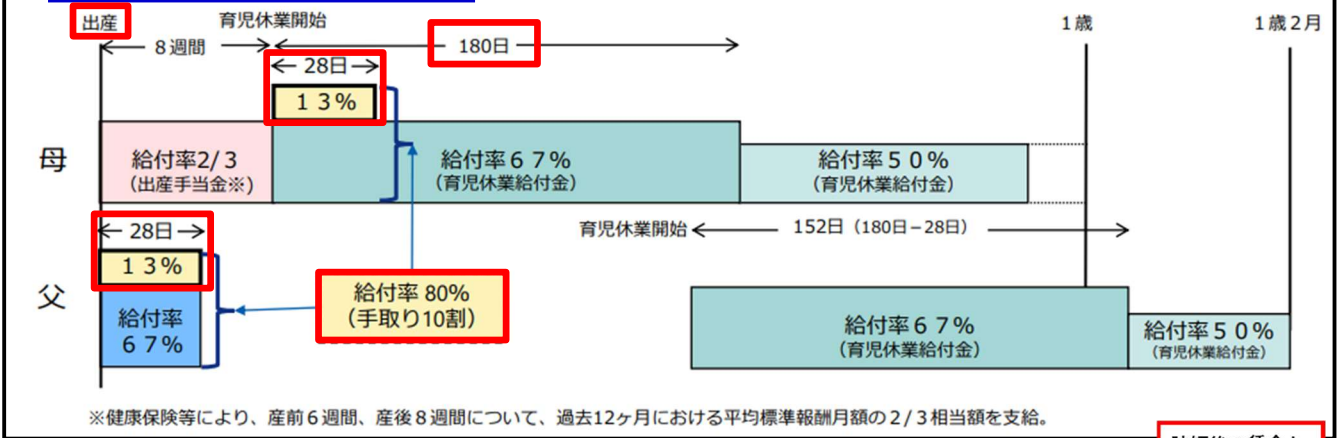 出産
育児休業開始
1歳
1歳2月
8週間
180日
28日
13%
母
給付率2/3
(出産手当金※)
給付率67%
(育児休業給付金)
給付率50%
(育児休業給付金)
28日
育児休業開始
152日(180日-28日)
13%
父
給付率
67%
給付率 80%
(手取り10割)
給付率67%
(育児休業給付金)
給付率50%
(育児休業給付金)
※健康保険等により、産前6週間、産後8週間について、過去12ヶ月における平均標準報酬月額の2/3相当額を支給。